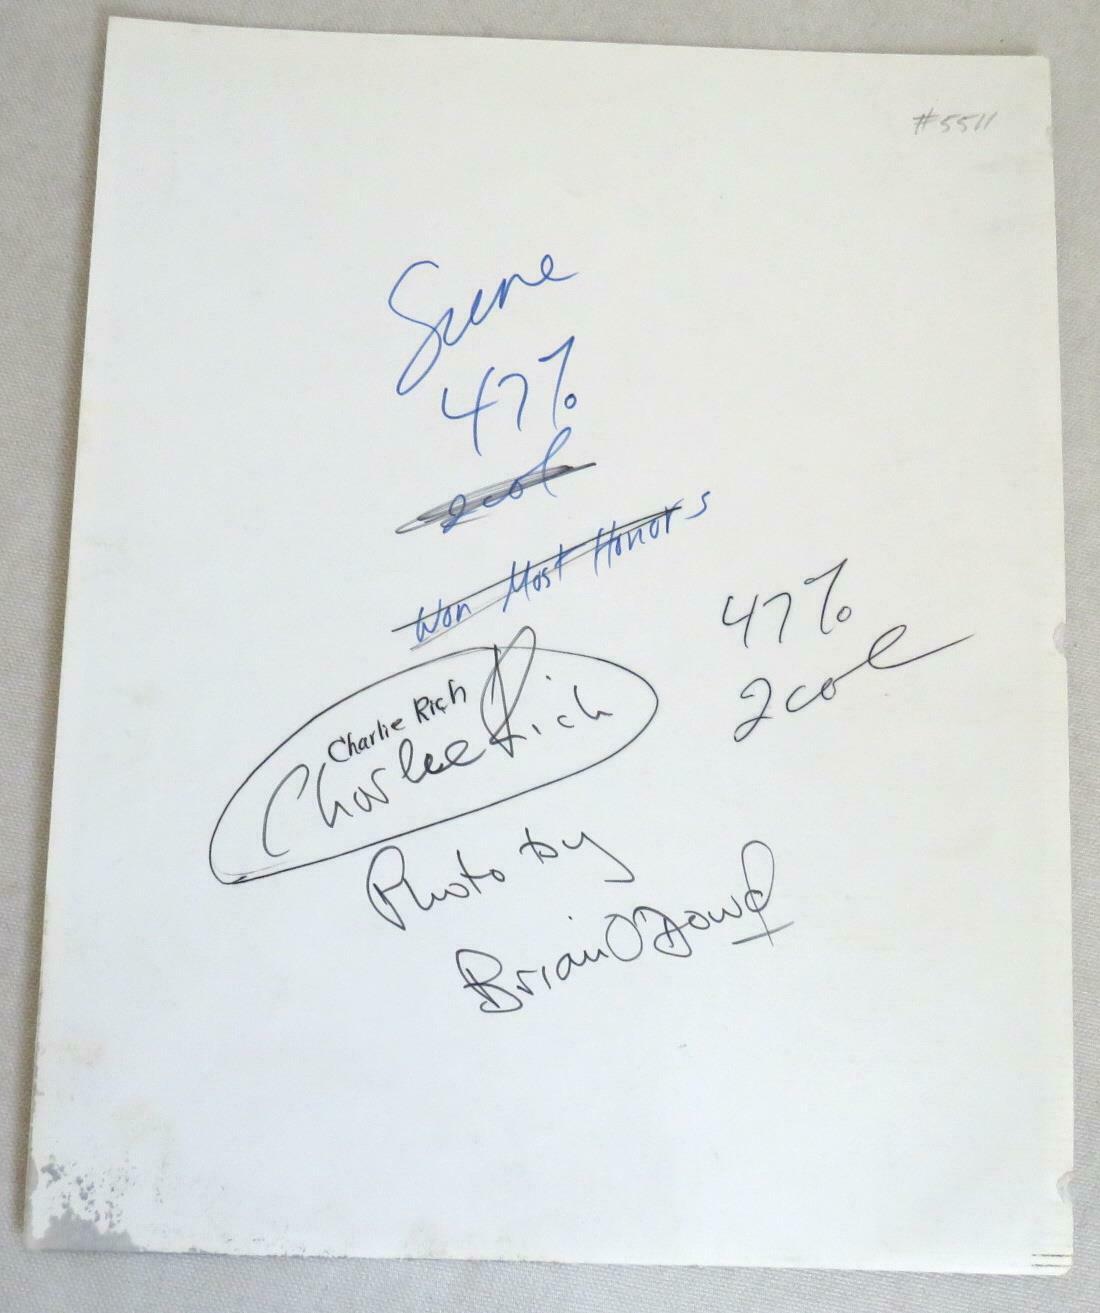 #5511
Scene
47%
2col
Won Most Honors
47%
2col
Charlie Rich
Charlie Rich
Photo by
Brian O'Dowd